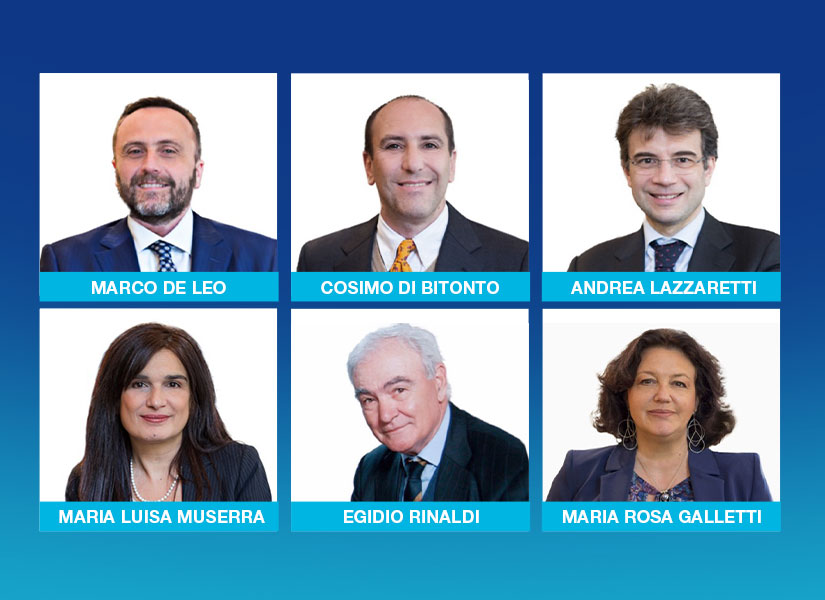 MARCO DE LEO
COSIMO DI BITONTO
ANDREA LAZZARETTI
MARIA LUISA MUSERRA
EGIDIO RINALDI
MARIA ROSA GALLETTI